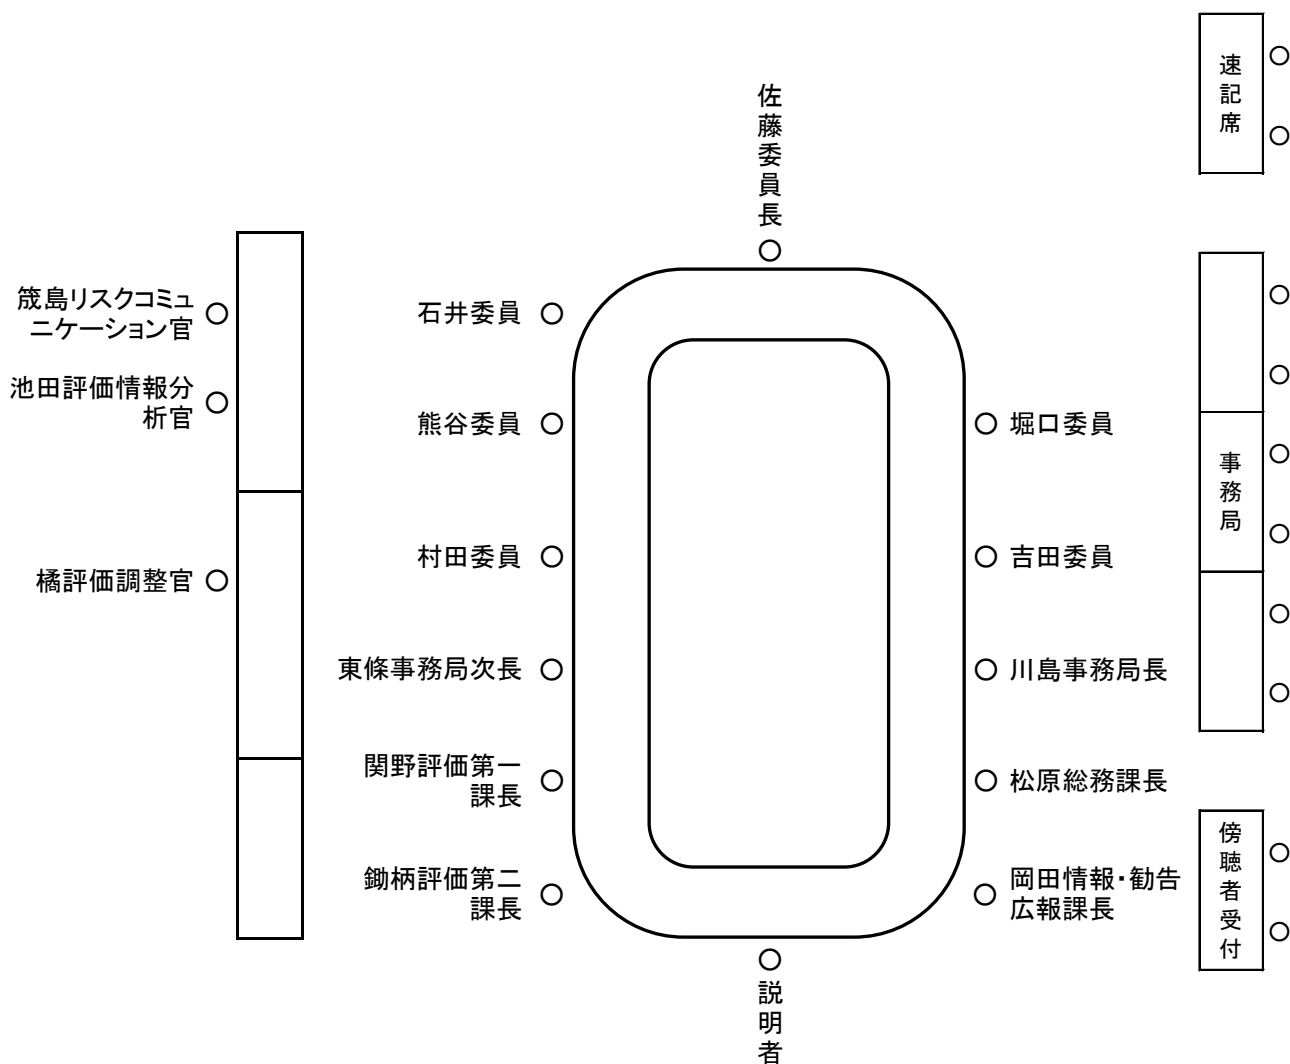 速記席
佐藤委員長
筬島リスクコミュ
ニケーション官
石井委員
池田評価情報分
析官
熊谷委員
堀口委員
事務局
村田委員
吉田委員
橘評価調整官
東條事務局次長
川島事務局長
関野評価第一
課長
松原総務課長
鋤柄評価第二
課長
岡田情報・勧告
広報課長
傍聴者受付
説明者